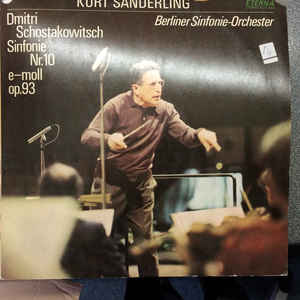 KURT SANDERLING
ETERNA
Berliner Sinfonie-Orchester
Dmitri
Schostakowitsch
Sinfonie
Nr.10
e-moll
op.93